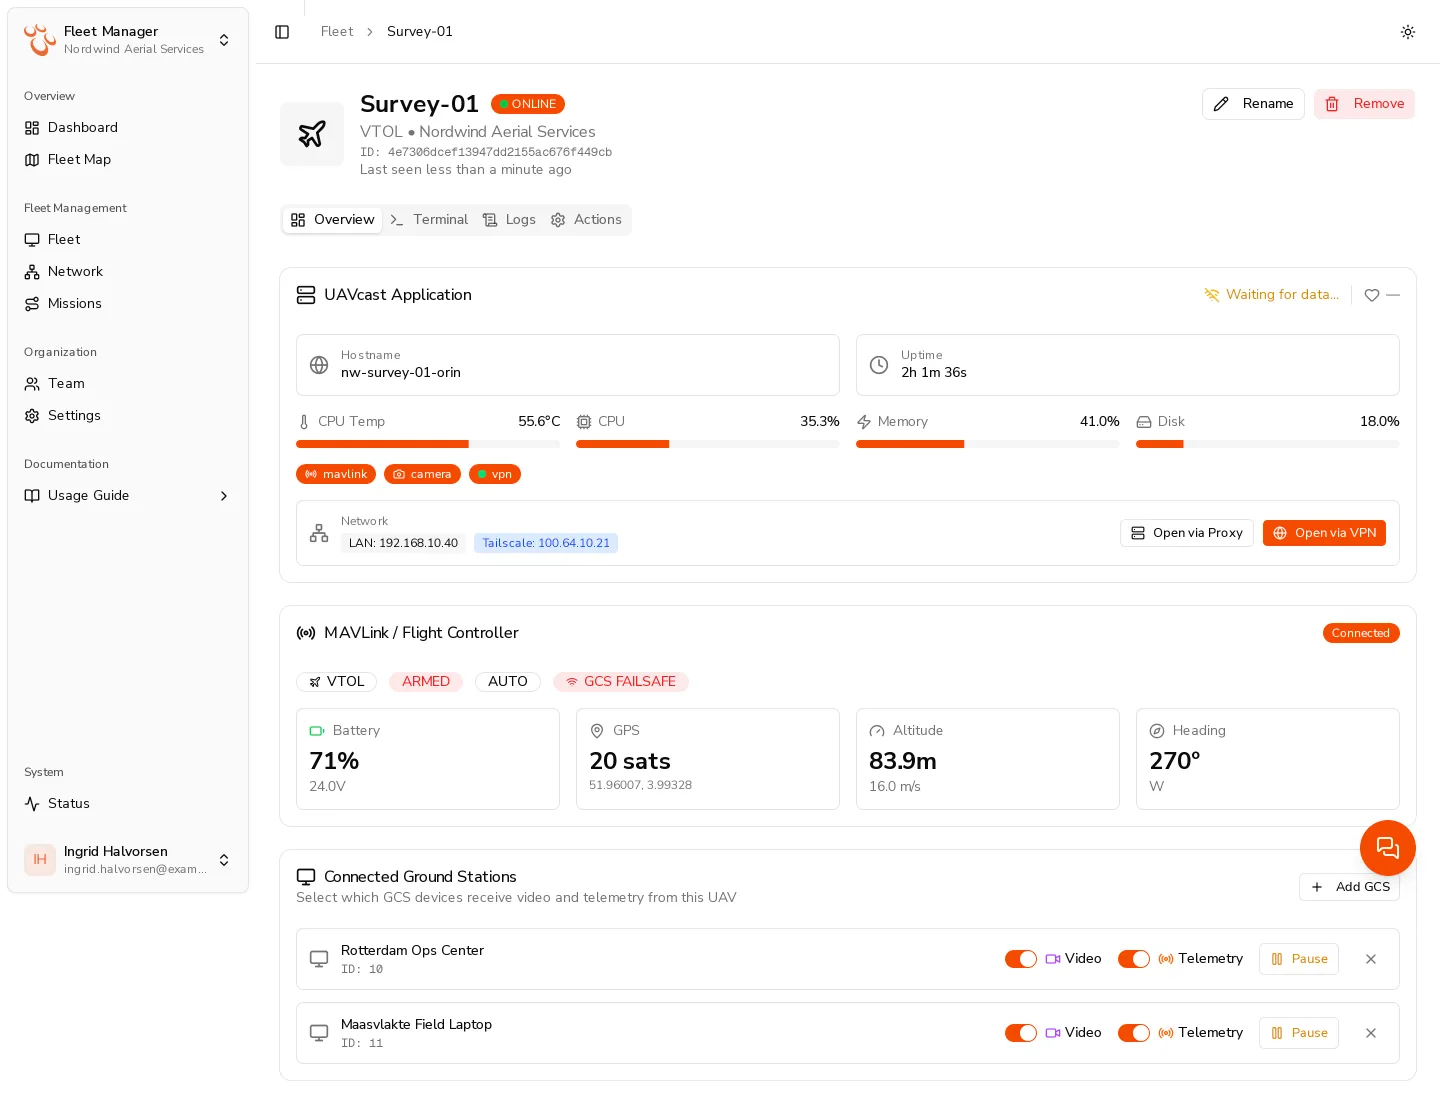 Fleet Manager
Nordwind Aerial Services
Overview
Dashboard
Fleet Map
Fleet Management
Fleet
Network
Missions
Organization
Team
Settings
Documentation
Usage Guide
System
Status
IH
Ingrid Halvorsen
ingrid.halvorsen@exam...
Fleet > Survey-01
Survey-01 ONLINE
VTOL • Nordwind Aerial Services
ID: 4e7306dcef13947dd2155ac676f449cb
Last seen less than a minute ago
Rename Remove
Overview Terminal Logs Actions
UAVcast Application
Waiting for data... —
Hostname
nw-survey-01-orin
Uptime
2h 1m 36s
CPU Temp 55.6°C
CPU 35.3%
Memory 41.0%
Disk 18.0%
mavlink camera vpn
Network
LAN: 192.168.10.40 Tailscale: 100.64.10.21
Open via Proxy Open via VPN
MAVLink / Flight Controller
Connected
VTOL ARMED AUTO GCS FAILSAFE
Battery
71%
24.0V
GPS
20 sats
51.96007, 3.99328
Altitude
83.9m
16.0 m/s
Heading
270°
W
Connected Ground Stations
Select which GCS devices receive video and telemetry from this UAV
Add GCS
Rotterdam Ops Center
ID: 10
Video Telemetry Pause
Maasvlakte Field Laptop
ID: 11
Video Telemetry Pause